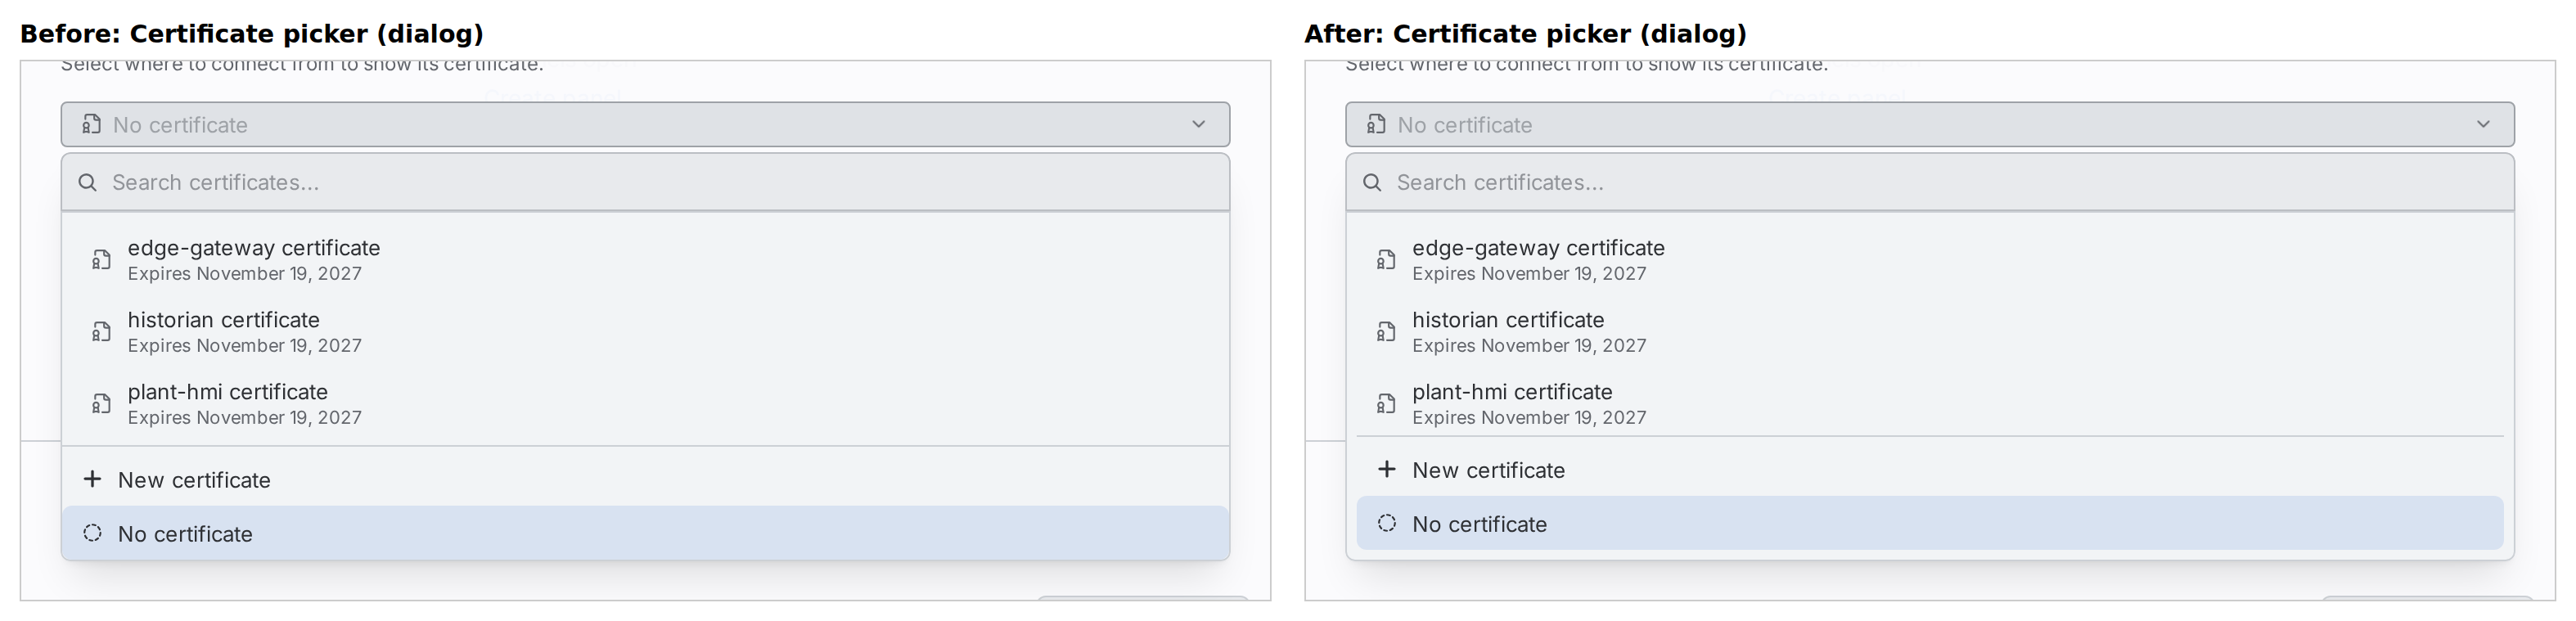 Before: Certificate picker (dialog)
Select where to connect from to show its certificate.
Create panel
No certificate
Search certificates...
edge-gateway certificate
Expires November 19, 2027
historian certificate
Expires November 19, 2027
plant-hmi certificate
Expires November 19, 2027
New certificate
No certificate
After: Certificate picker (dialog)
Select where to connect from to show its certificate.
Create panel
No certificate
Search certificates...
edge-gateway certificate
Expires November 19, 2027
historian certificate
Expires November 19, 2027
plant-hmi certificate
Expires November 19, 2027
New certificate
No certificate